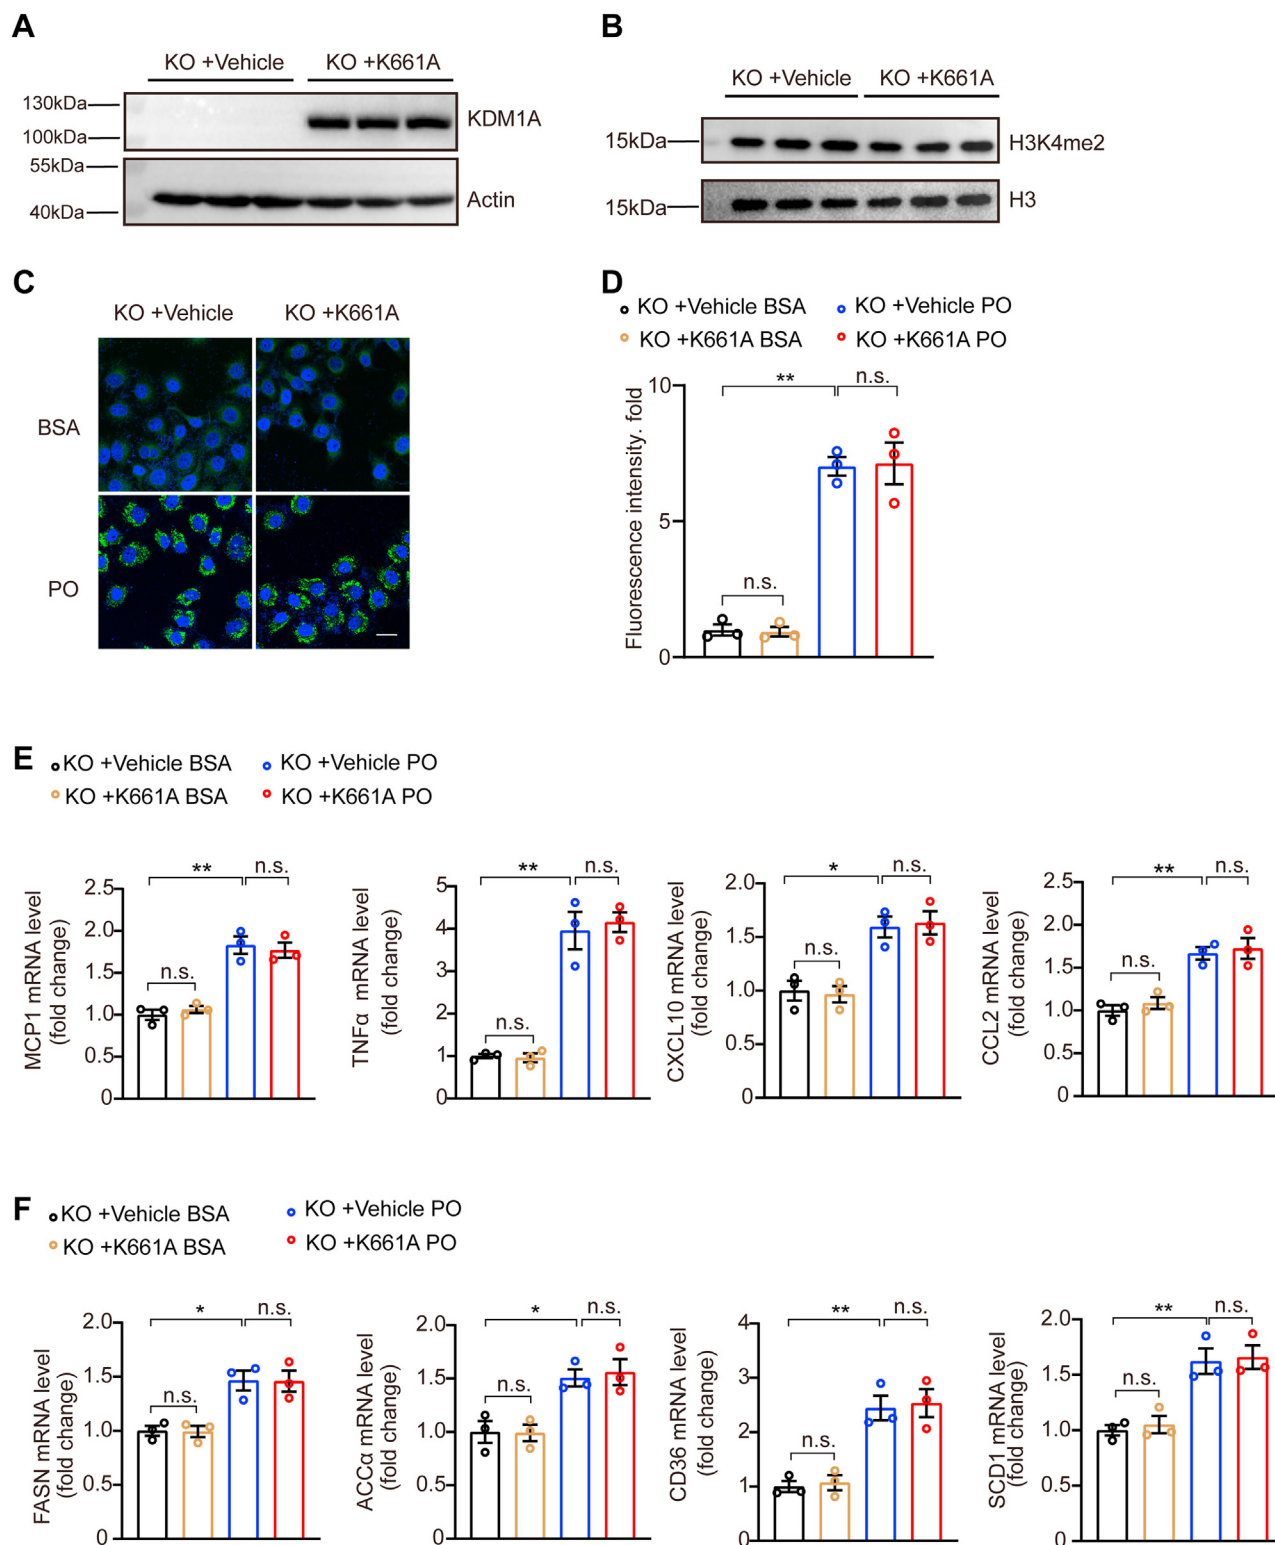 A
KO +Vehicle KO +K661A
130kDa
100kDa
KDM1A
55kDa
40kDa
Actin
B
KO +Vehicle KO +K661A
15kDa
H3K4me2
15kDa
H3
C
KO +Vehicle KO +K661A
BSA
PO
D
KO +Vehicle BSA KO +Vehicle PO
KO +K661A BSA KO +K661A PO
Fluorescence intensity. fold
10
5
0
** n.s.
n.s.
E
KO +Vehicle BSA KO +Vehicle PO
KO +K661A BSA KO +K661A PO
MCP1 mRNA level
(fold change)
2.5
2.0
1.5
1.0
0.5
0
** n.s.
n.s.
TNFα mRNA level
(fold change)
5
4
3
2
1
0
** n.s.
n.s.
CXCL10 mRNA level
(fold change)
2.0
1.5
1.0
0.5
0
* n.s.
n.s.
CCL2 mRNA level
(fold change)
2.5
2.0
1.5
1.0
0.5
0
** n.s.
n.s.
F
KO +Vehicle BSA KO +Vehicle PO
KO +K661A BSA KO +K661A PO
FASN mRNA level
(fold change)
2.0
1.5
1.0
0.5
0
* n.s.
n.s.
ACCα mRNA level
(fold change)
2.0
1.5
1.0
0.5
0
* n.s.
n.s.
CD36 mRNA level
(fold change)
4
3
2
1
0
** n.s.
n.s.
SCD1 mRNA level
(fold change)
2.0
1.5
1.0
0.5
0
** n.s.
n.s.